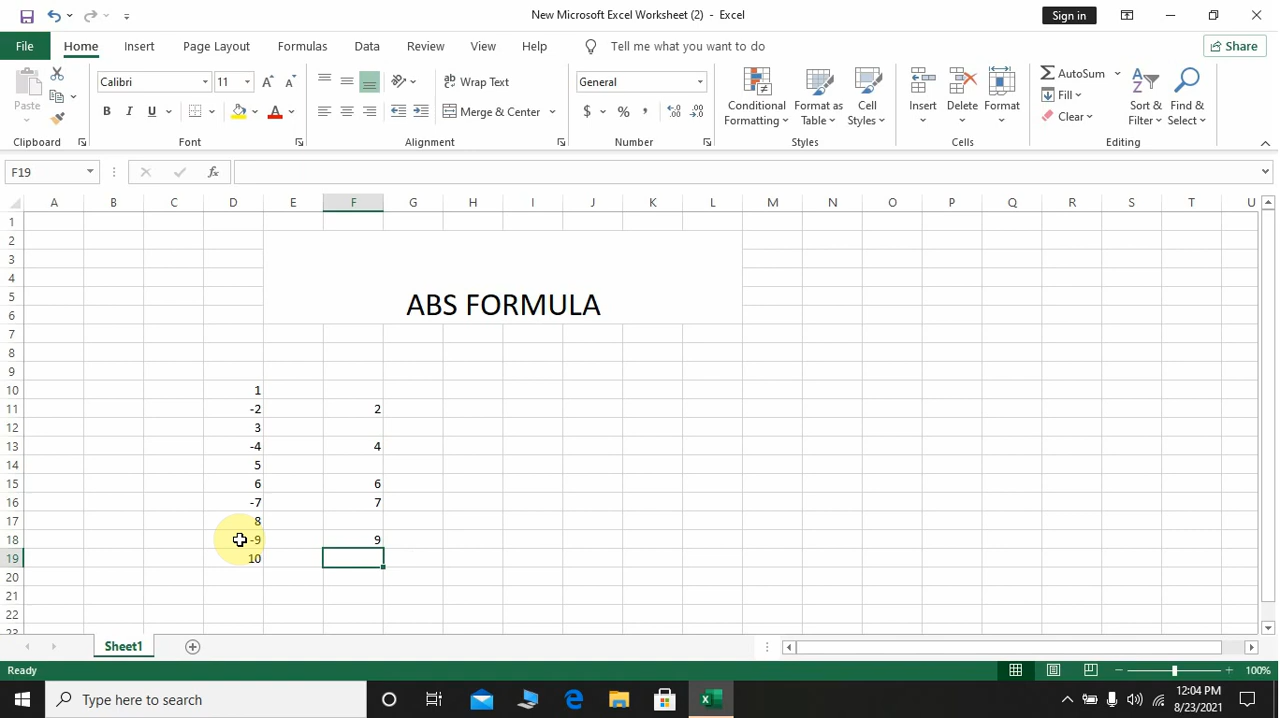 New Microsoft Excel Worksheet (2) - Excel
Sign in
File Home Insert Page Layout Formulas Data Review View Help Tell me what you want to do Share
Paste
Clipboard
Calibri 11
B I U A
Font
Wrap Text
Merge & Center
Alignment
General
$ % ,
Number
Conditional Formatting
Format as Table
Cell Styles
Styles
Insert Delete Format
Cells
AutoSum
Fill
Clear
Sort & Filter
Find & Select
Editing
F19 fx
A B C D E F G H I J K L M N O P Q R S T U
1
2
3
4
5
ABS FORMULA
6
7
8
9
10 1
11 -2 2
12 3
13 -4 4
14 5
15 6 6
16 -7 7
17 8
18 -9 9
19 10
20
21
22
23
Sheet1
Ready 100%
Type here to search
12:04 PM
8/23/2021